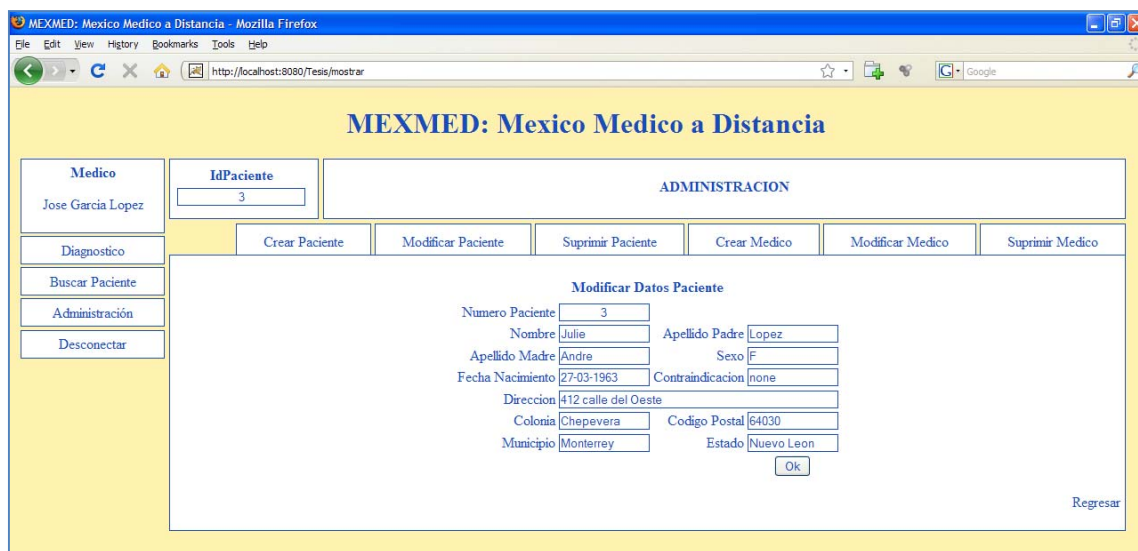 MEXMED: Mexico Medico a Distancia - Mozilla Firefox
File Edit View History Bookmarks Tools Help
http://localhost:8080/Tesis/mostrar
Google
MEXMED: Mexico Medico a Distancia
Medico
Jose Garcia Lopez
IdPaciente
3
ADMINISTRACION
Diagnostico
Buscar Paciente
Administración
Desconectar
Crear Paciente Modificar Paciente Suprimir Paciente Crear Medico Modificar Medico Suprimir Medico
Modificar Datos Paciente
Numero Paciente 3
Nombre Julie Apellido Padre Lopez
Apellido Madre Andre Sexo F
Fecha Nacimiento 27-03-1963 Contraindicacion none
Direccion 412 calle del Oeste
Colonia Chepevera Codigo Postal 64030
Municipio Monterrey Estado Nuevo Leon
Ok
Regresar